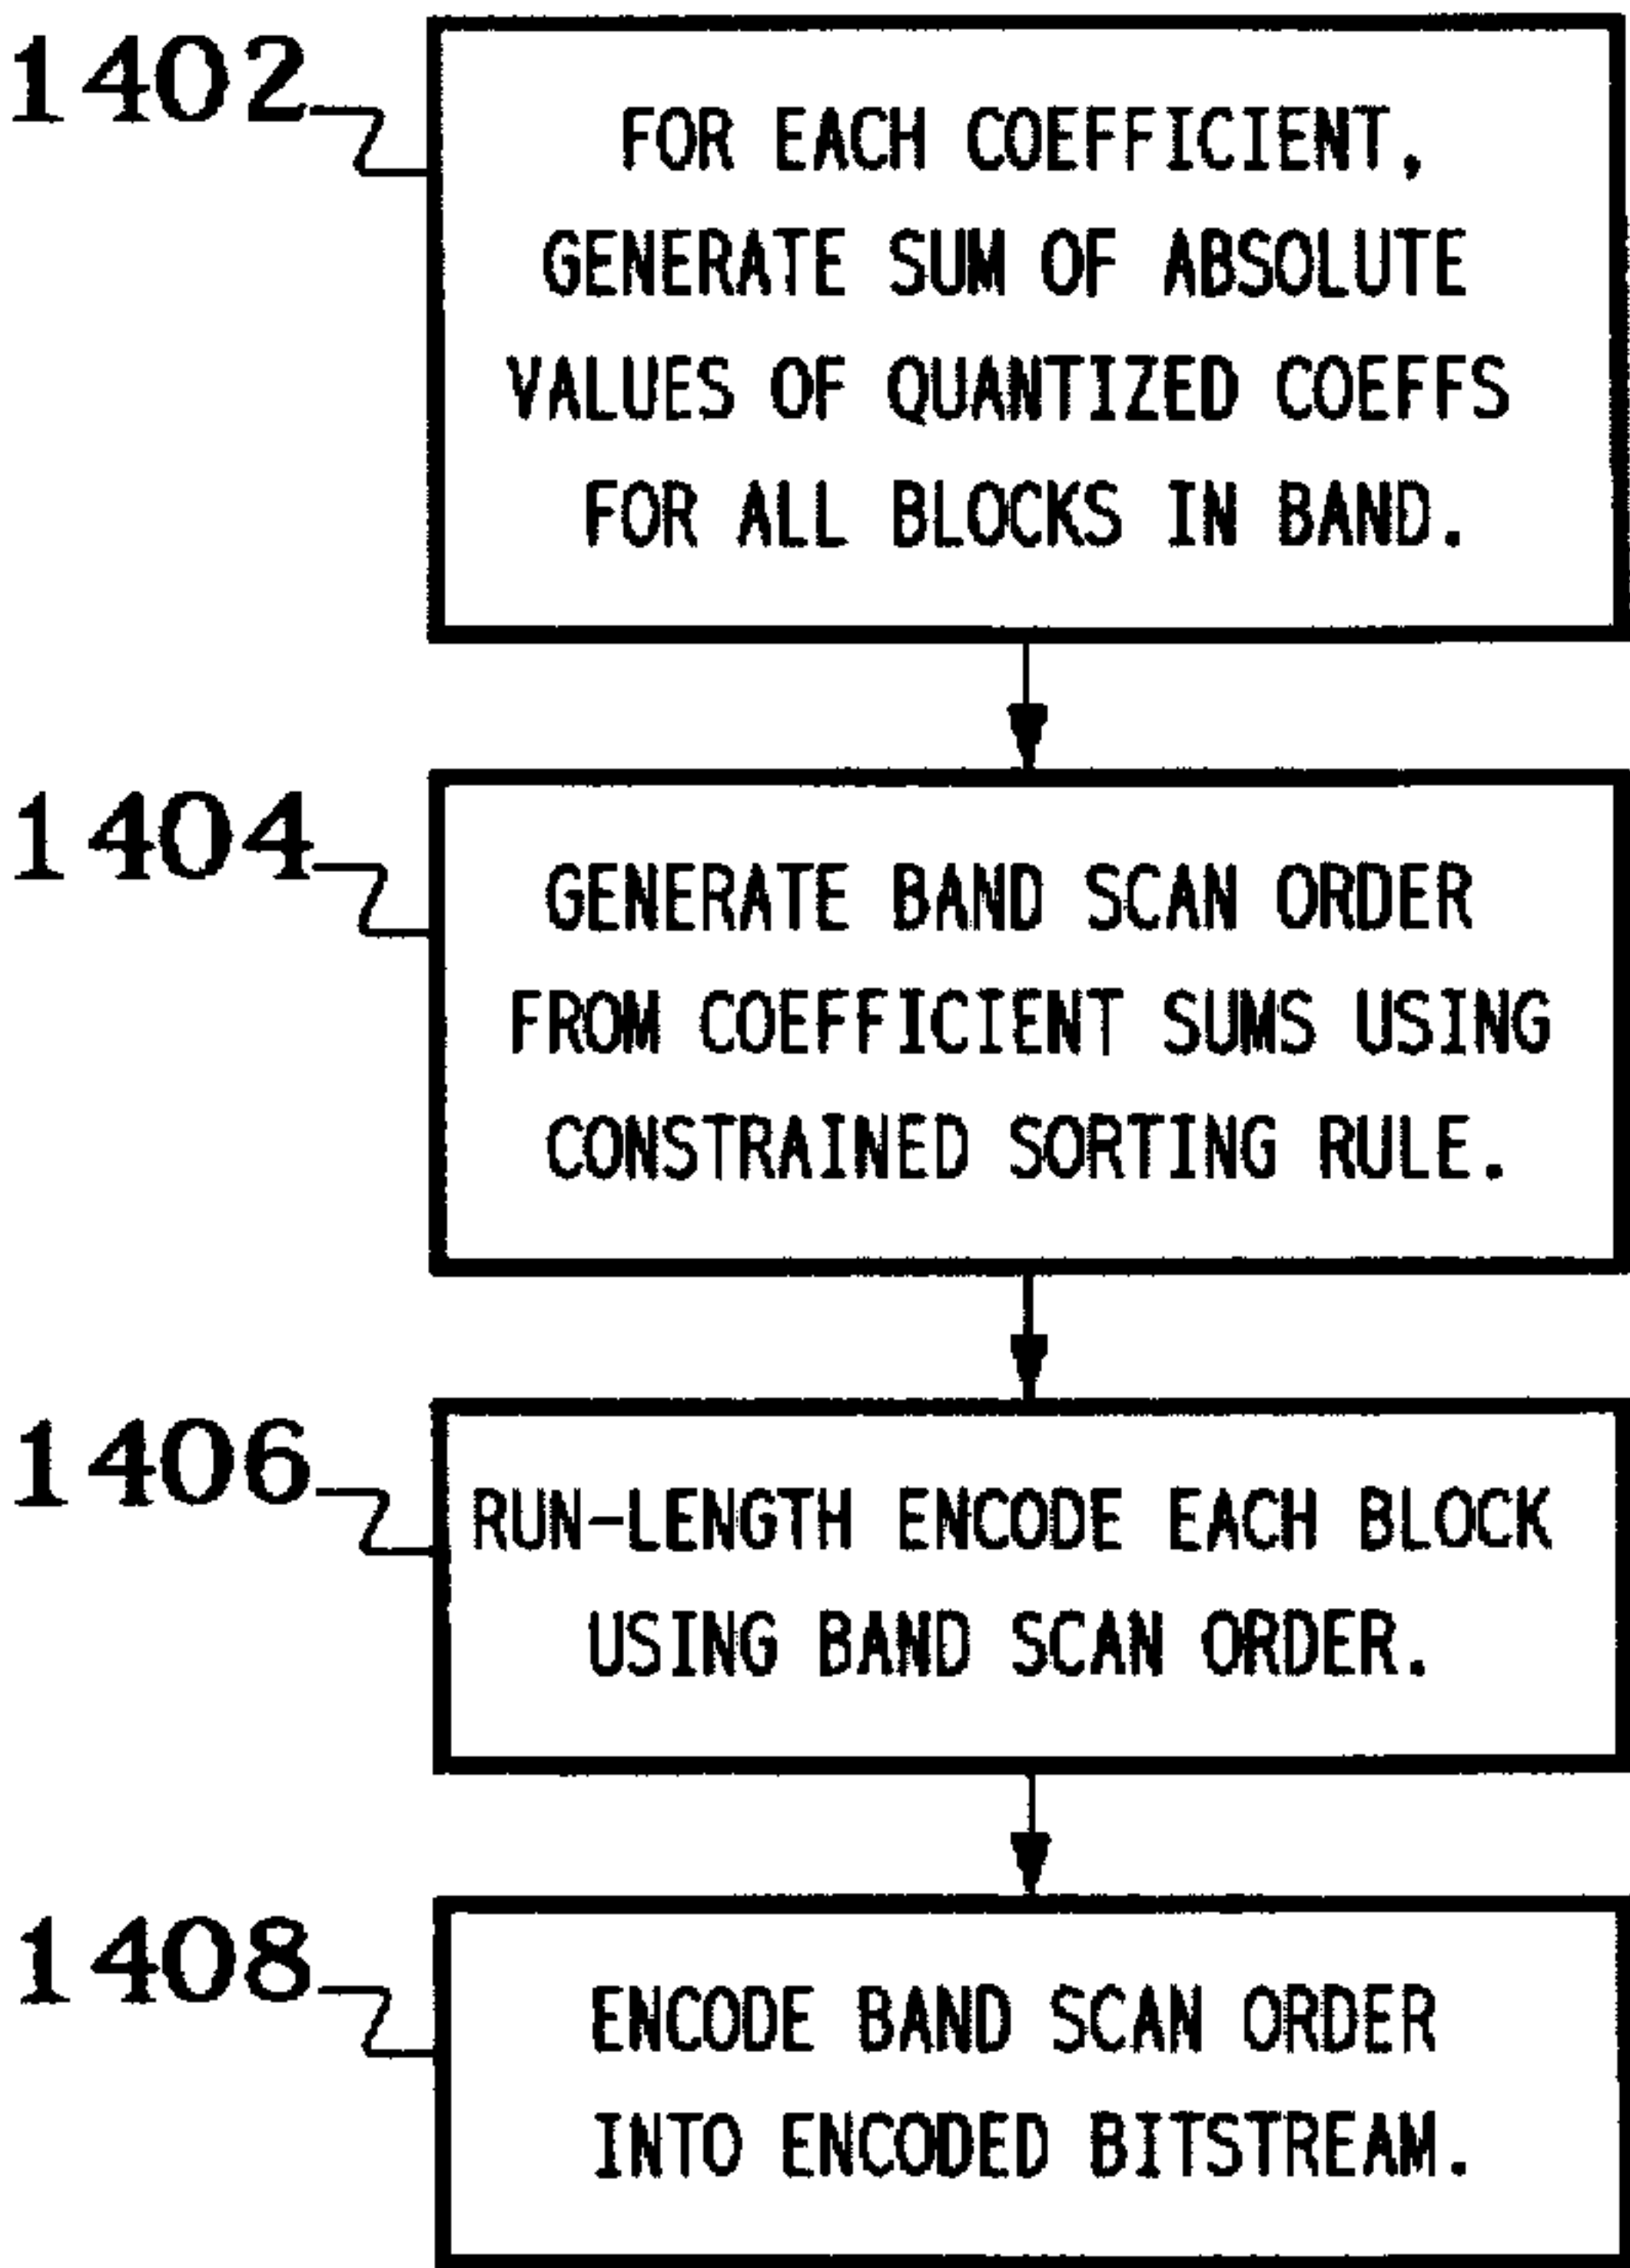 1402
FOR EACH COEFFICIENT,
GENERATE SUM OF ABSOLUTE
VALUES OF QUANTIZED COEFFS
FOR ALL BLOCKS IN BAND.
1404
GENERATE BAND SCAN ORDER
FROM COEFFICIENT SUMS USING
CONSTRAINED SORTING RULE.
1406
RUN-LENGTH ENCODE EACH BLOCK
USING BAND SCAN ORDER.
1408
ENCODE BAND SCAN ORDER
INTO ENCODED BITSTREAM.